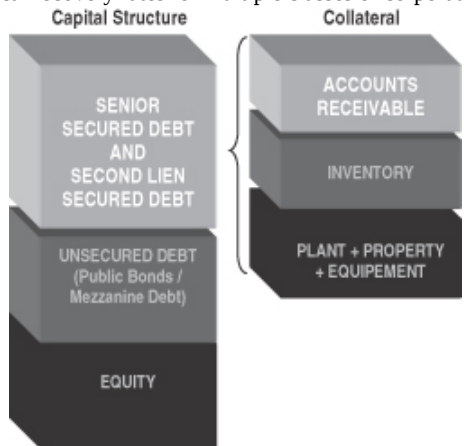 Capital Structure
SENIOR
SECURED DEBT
AND
SECOND LIEN
SECURED DEBT
UNSECURED DEBT
(Public Bonds /
Mezzanine Debt)
EQUITY
Collateral
ACCOUNTS
RECEIVABLE
INVENTORY
PLANT + PROPERTY
+ EQUIPEMENT